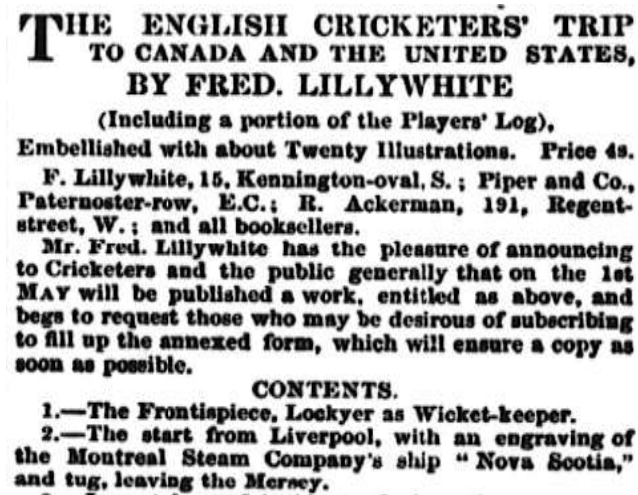 THE ENGLISH CRICKETERS' TRIP
TO CANADA AND THE UNITED STATES,
BY FRED. LILLYWHITE
(Including a portion of the Players' Log),
Embellished with about Twenty Illustrations. Price 4s.
F. Lillywhite, 15, Kennington-oval, S.; Piper and Co.,
Paternoster-row, E.C.; R. Ackerman, 191, Regent-
street, W.; and all booksellers.
Mr. Fred. Lillywhite has the pleasure of announcing
to Cricketers and the public generally that on the 1st
MAY will be published a work, entitled as above, and
begs to request those who may be desirous of subscribing
to fill up the annexed form, which will ensure a copy as
soon as possible.
CONTENTS.
1.—The Frontispiece, Lockyer as Wicket-keeper.
2.—The start from Liverpool, with an engraving of
the Montreal Steam Company's ship "Nova Scotia,"
and tug, leaving the Mersey.